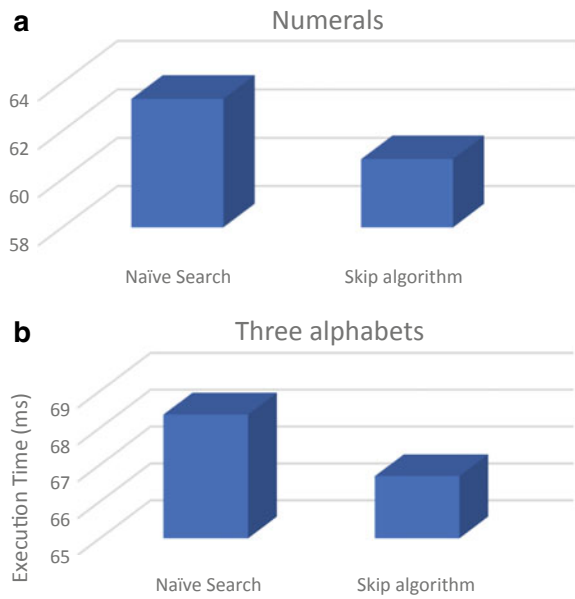 a
Numerals
64
62
60
58
Naïve Search Skip algorithm
b
Three alphabets
Execution Time (ms)
69
68
67
66
65
Naïve Search Skip algorithm